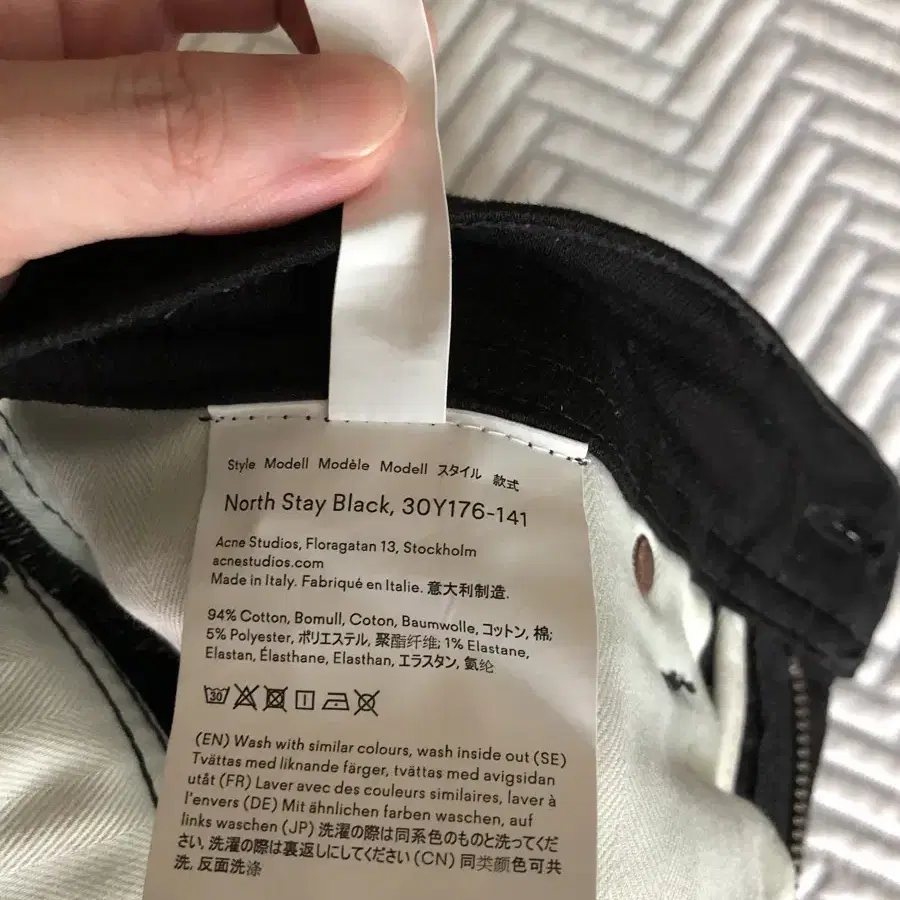 Style Modell Modèle Modell スタイル 款式
North Stay Black, 30Y176-141
Acne Studios, Floragatan 13, Stockholm
acnestudios.com
Made in Italy. Fabriqué en Italie. 意大利制造.
94% Cotton, Bomull, Coton, Baumwolle, コットン, 棉;
5% Polyester, ポリエステル, 聚酯纤维; 1% Elastane,
Elastan, Élasthane, Elasthan, エラスタン, 氨纶
30
(EN) Wash with similar colours, wash inside out (SE)
Tvättas med liknande färger, tvättas med avigsidan
utåt (FR) Laver avec des couleurs similaires, laver à
l'envers (DE) Mit ähnlichen farben waschen, auf
links waschen (JP) 洗濯の際は同系色のものと洗ってくだ
さい, 洗濯の際は裏返しにしてください (CN) 同类颜色可共
洗, 反面洗涤